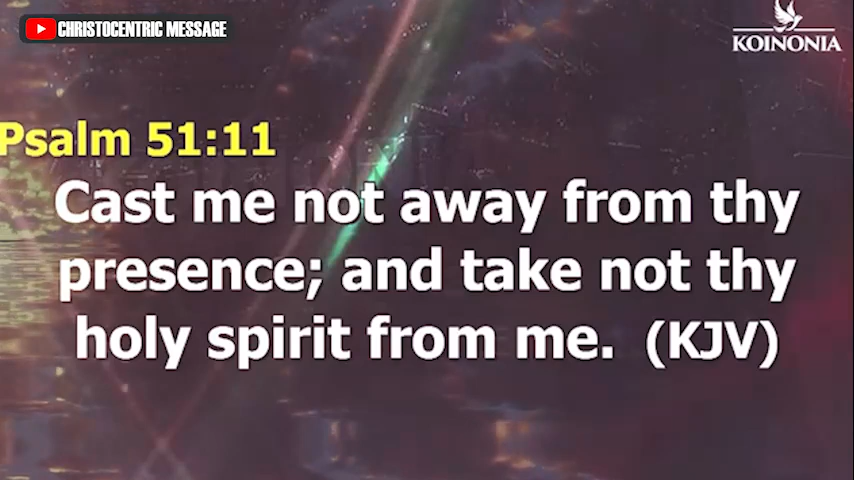 CHRISTOCENTRIC MESSAGE
KOINONIA
Psalm 51:11
Cast me not away from thy
presence; and take not thy
holy spirit from me. (KJV)